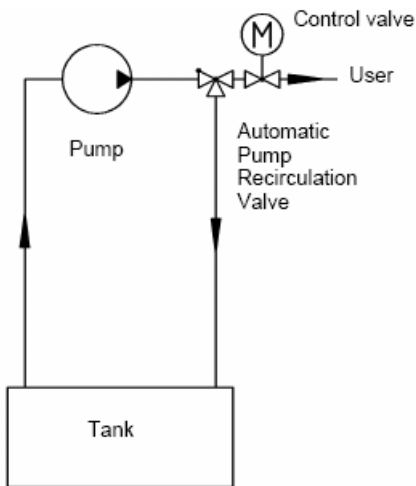 Control valve
M
User
Pump
Automatic
Pump
Recirculation
Valve
Tank